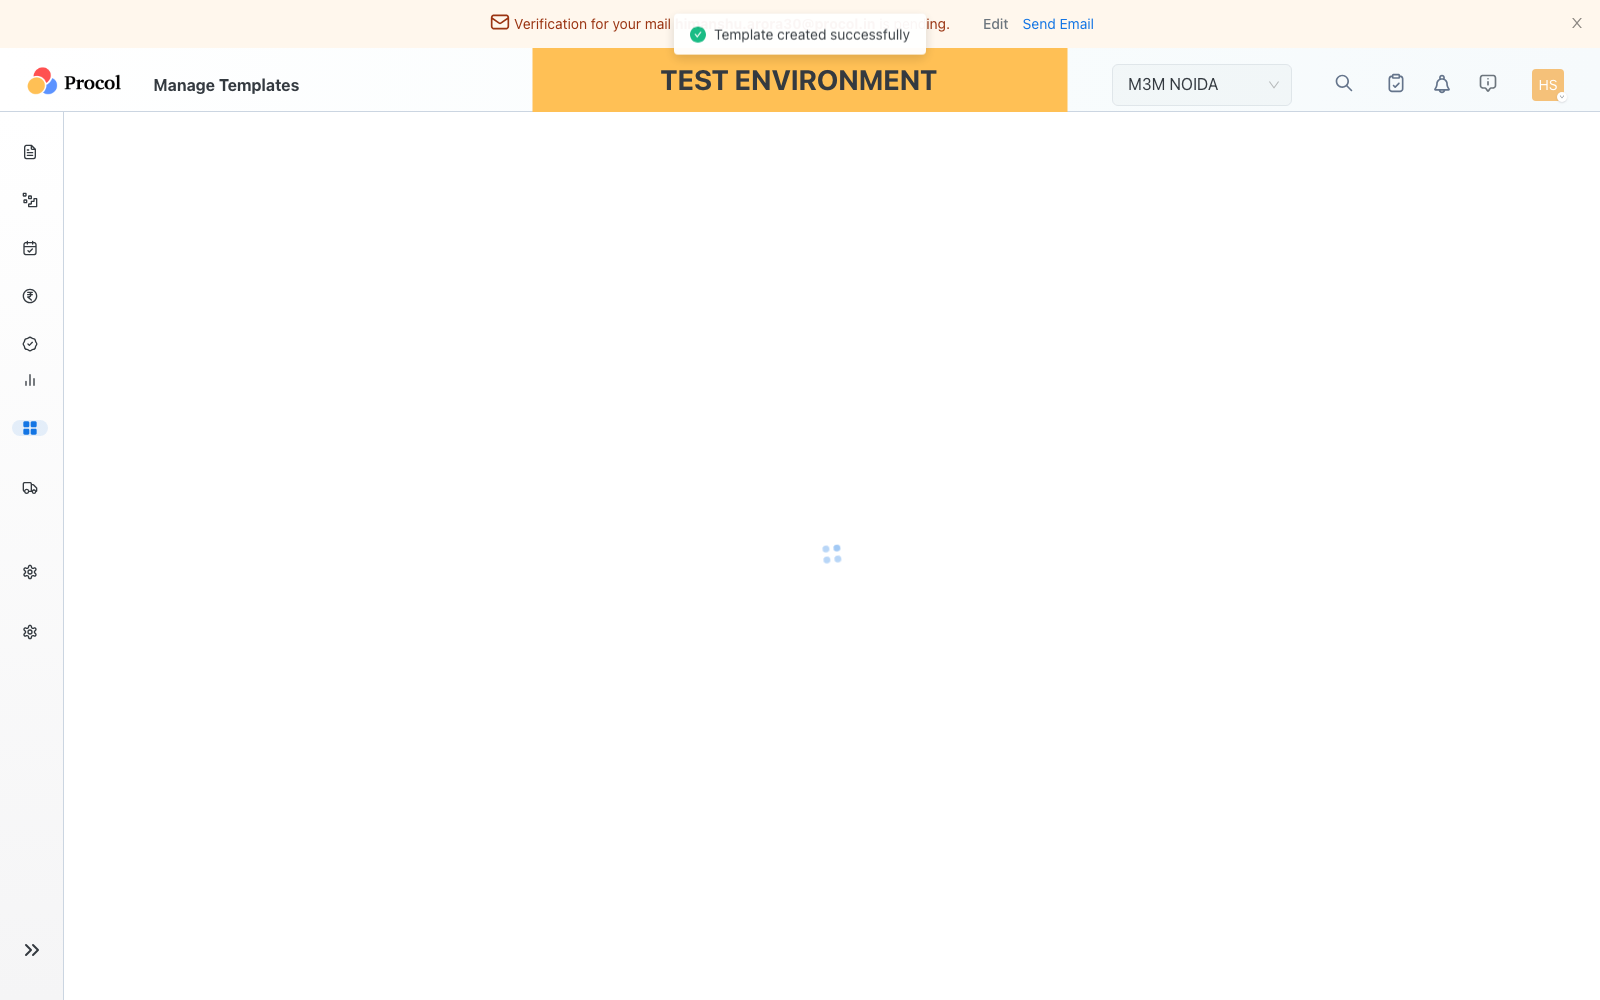 Verification for your mail ing. Edit Send Email
Template created successfully
Procol
Manage Templates
TEST ENVIRONMENT
M3M NOIDA
HS